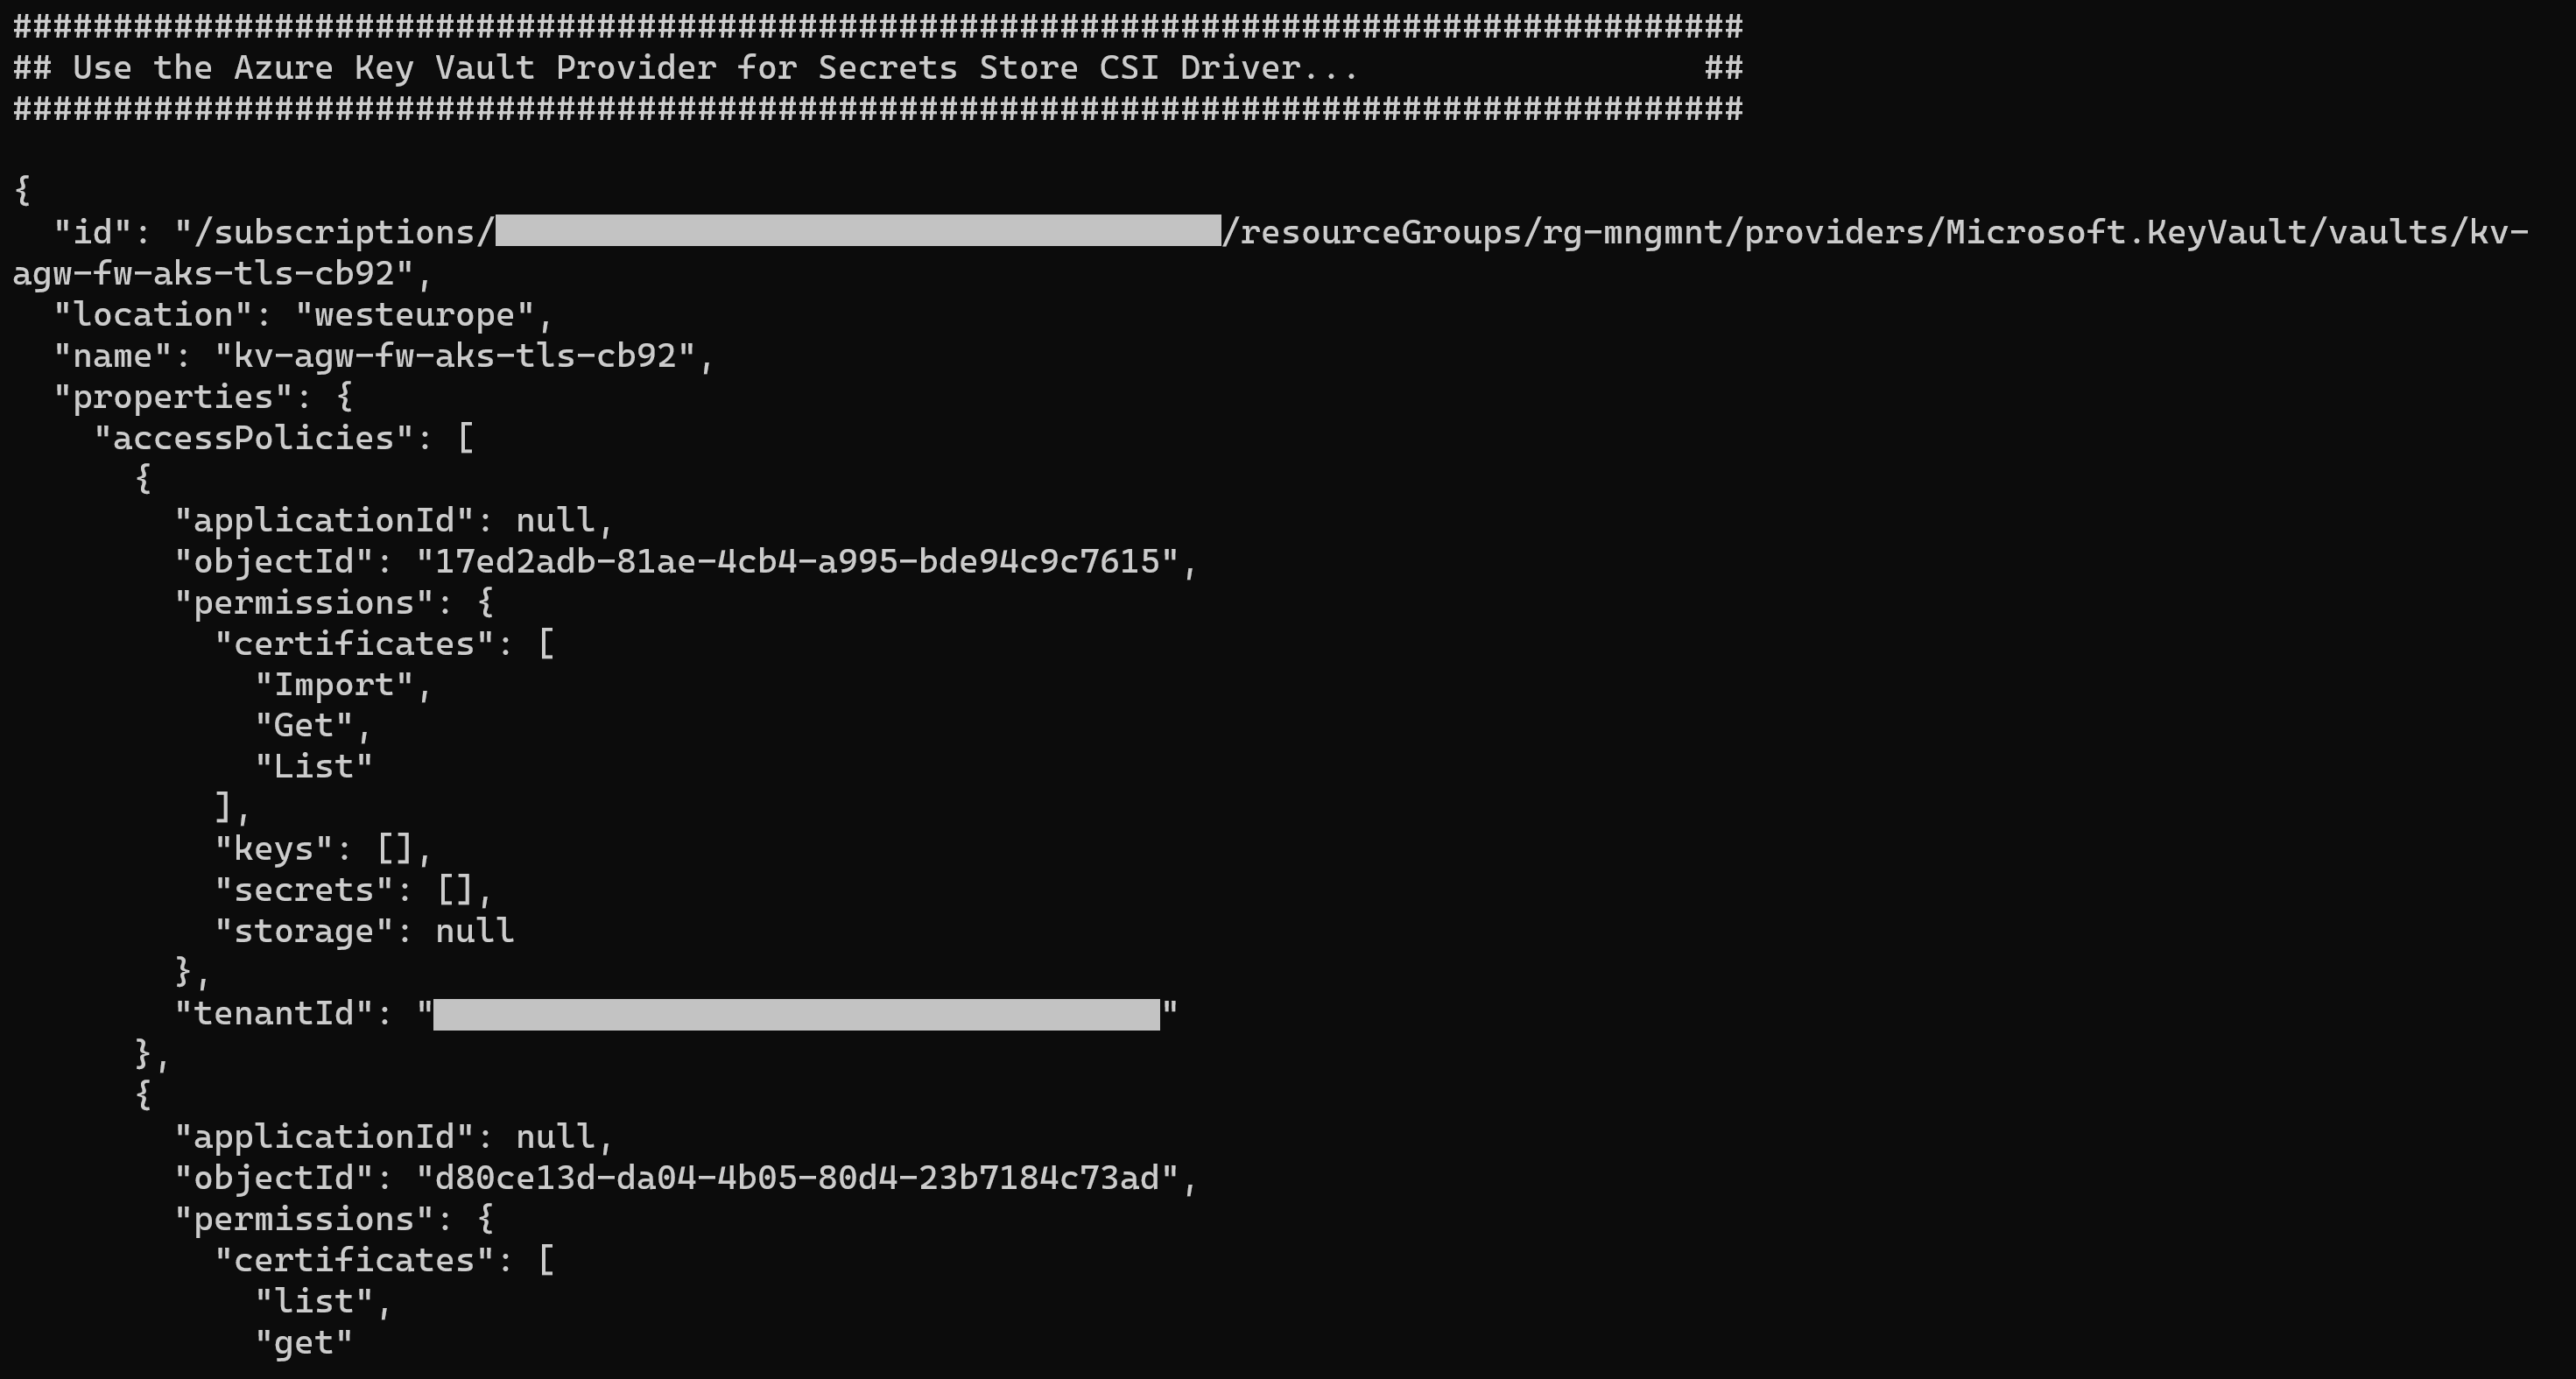 ######################################################################################
## Use the Azure Key Vault Provider for Secrets Store CSI Driver...                 ##
######################################################################################
{
  "id": "/subscriptions//resourceGroups/rg-mngmnt/providers/Microsoft.KeyVault/vaults/kv-
agw-fw-aks-tls-cb92",
  "location": "westeurope",
  "name": "kv-agw-fw-aks-tls-cb92",
  "properties": {
    "accessPolicies": [
      {
        "applicationId": null,
        "objectId": "17ed2adb-81ae-4cb4-a995-bde94c9c7615",
        "permissions": {
          "certificates": [
            "Import",
            "Get",
            "List"
          ],
          "keys": [],
          "secrets": [],
          "storage": null
        },
        "tenantId": ""
      },
      {
        "applicationId": null,
        "objectId": "d80ce13d-da04-4b05-80d4-23b7184c73ad",
        "permissions": {
          "certificates": [
            "list",
            "get"